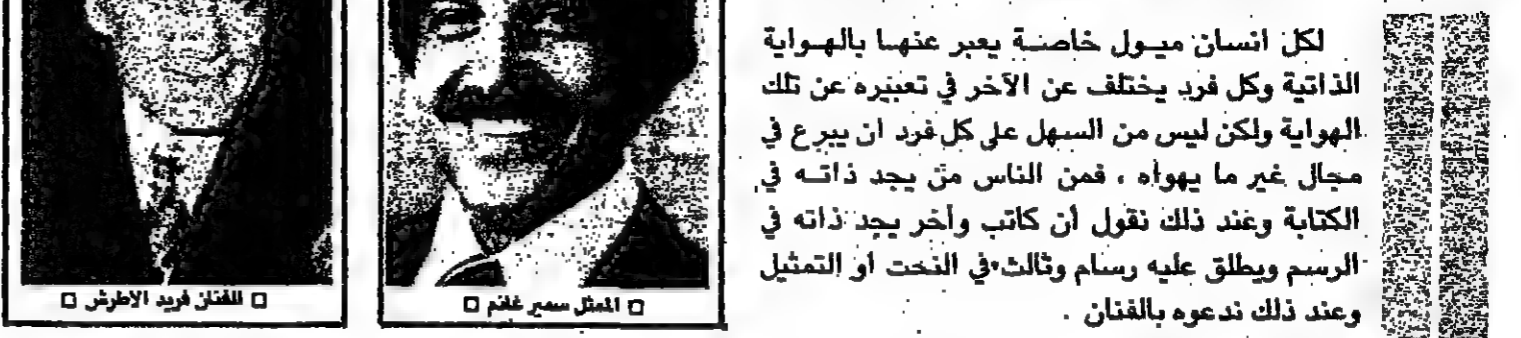 لكل انسان ميول خاصة يعبر عنها بالهواية
الذاتية وكل فرد يختلف عن الآخر في تعبيره عن تلك
الهواية ولكن ليس من السهل على كل فرد ان يبرع في
مجال غير ما يهواه ، فمن الناس من يجد ذاته في
الكتابة وعند ذلك نقول أن كاتب وآخر يجد ذاته في
الرسم ويطلق عليه رسام وثالث في النحت أو التمثيل
وعند ذلك ندعوه بالفنان .
□ الممثل سمير غانم □
□ الفنان فريد الاطرش □